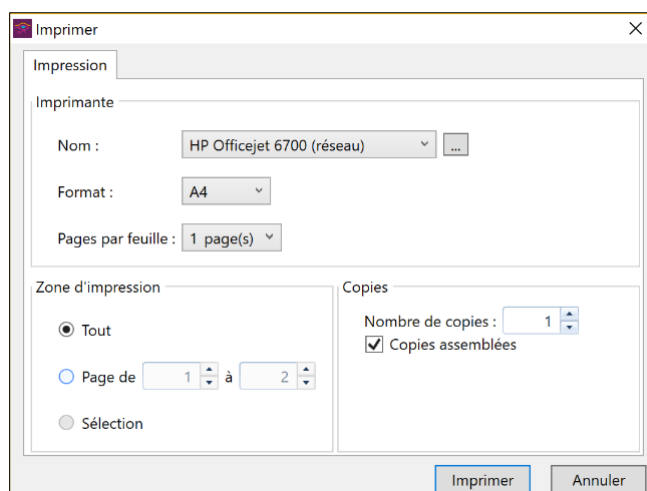 Imprimer
Impression
Imprimante
Nom : HP Officejet 6700 (réseau) ...
Format : A4
Pages par feuille : 1 page(s)
Zone d'impression
Tout
Page de 1 à 2
Sélection
Copies
Nombre de copies : 1
Copies assemblées
Imprimer Annuler